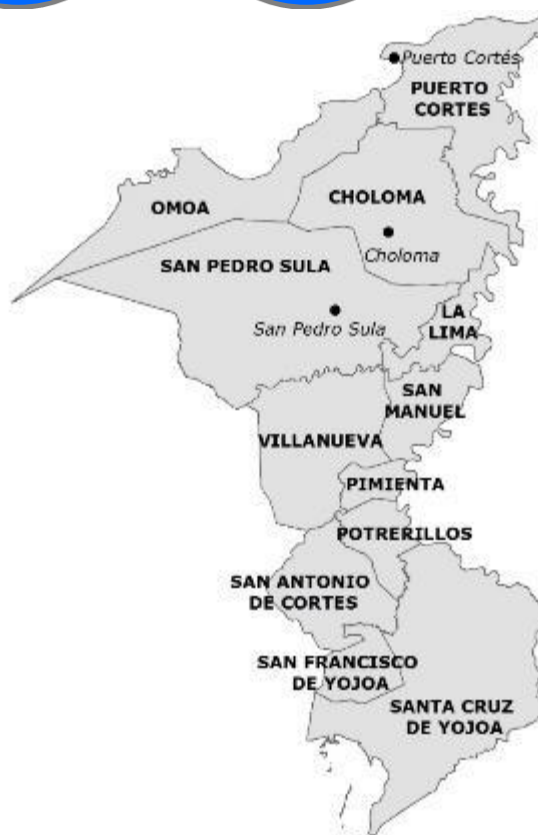 Puerto Cortés
PUERTO
CORTES
CHOLOMA
OMOA
Choloma
SAN PEDRO SULA
San Pedro Sula
LA
LIMA
SAN
MANUEL
VILLANUEVA
PIMIENTA
POTRERILLOS
SAN ANTONIO
DE CORTES
SAN FRANCISCO
DE YOJOA
SANTA CRUZ
DE YOJOA